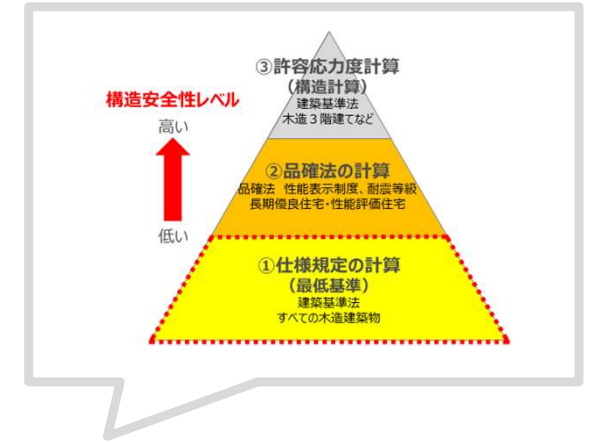 ③許容応力度計算
（構造計算）
建築基準法
木造３階建てなど
構造安全性レベル
高い
低い
②品確法の計算
品確法　性能表示制度、耐震等級
長期優良住宅・性能評価住宅
①仕様規定の計算
（最低基準）
建築基準法
すべての木造建築物